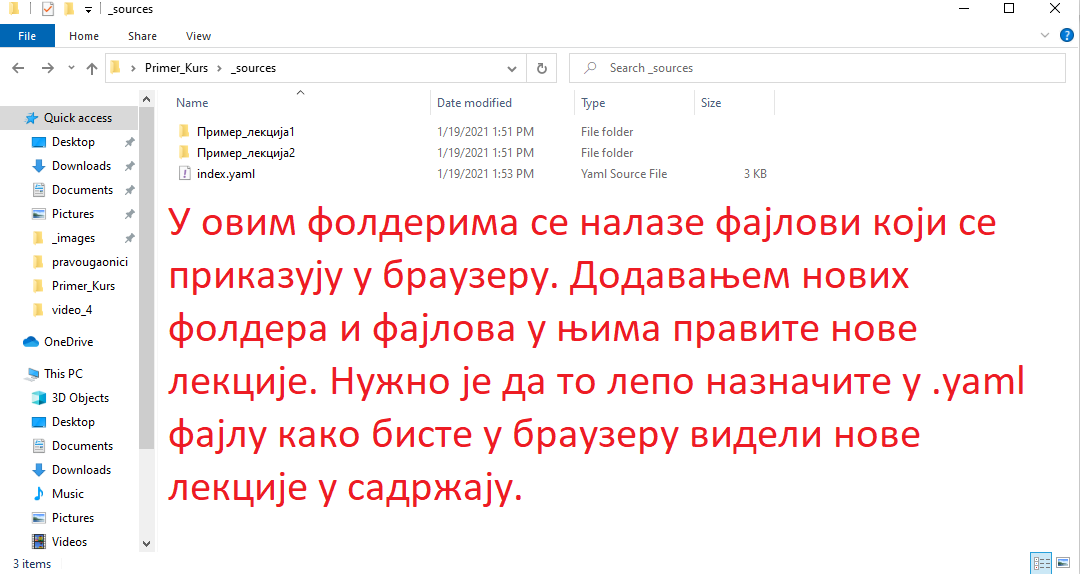 _sources
File Home Share View
Primer_Kurs _sources Search _sources
Name Date modified Type Size
Quick access
Desktop
Downloads
Documents
Pictures
_images
pravougaonici
Primer_Kurs
video_4
OneDrive
This PC
3D Objects
Desktop
Documents
Downloads
Music
Pictures
Videos
Пример_лекција1 1/19/2021 1:51 PM File folder
Пример_лекција2 1/19/2021 1:51 PM File folder
index.yaml 1/19/2021 1:53 PM Yaml Source File 3 KB
У овим фолдерима се налазе фајлови који се
приказују у браузеру. Додавањем нових
фолдера и фајлова у њима правите нове
лекције. Нужно је да то лепо назначите у .yaml
фајлу како бисте у браузеру видели нове
лекције у садржају.
3 items